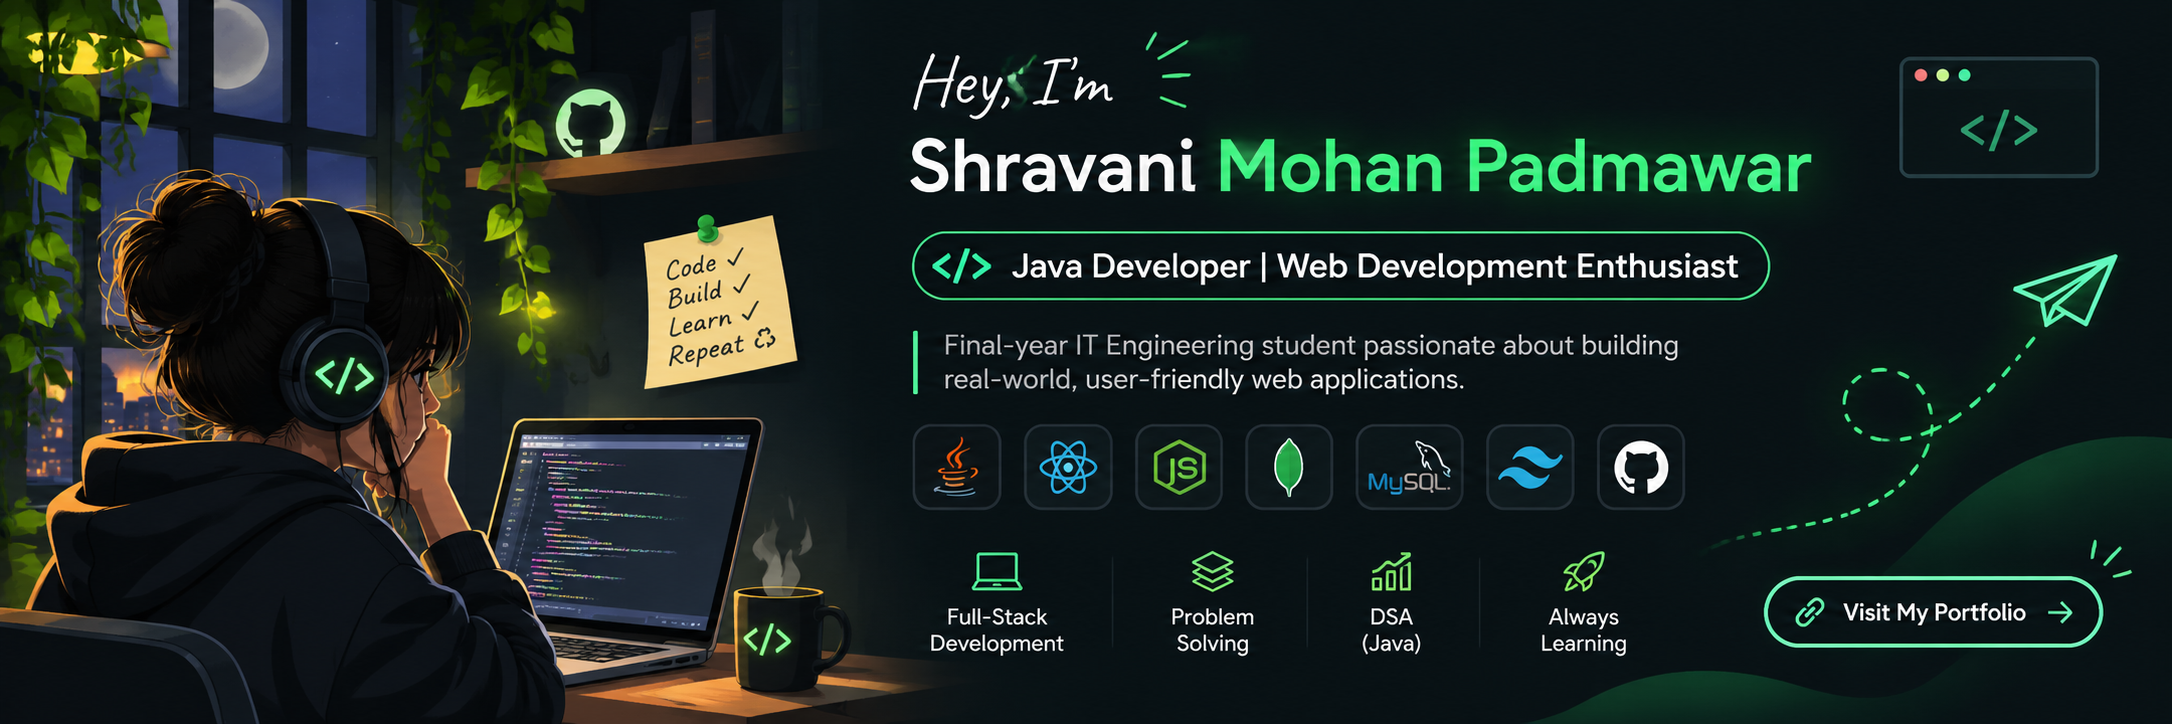 Hey, I'm
Shravani Mohan Padmawar
</> Java Developer | Web Development Enthusiast
Final-year IT Engineering student passionate about building
real-world, user-friendly web applications.
JS
MySQL.
Full-Stack
Development
Problem
Solving
DSA
(Java)
Always
Learning
Visit My Portfolio →
</>
Code ✓
Build ✓
Learn ✓
Repeat
</>
</>